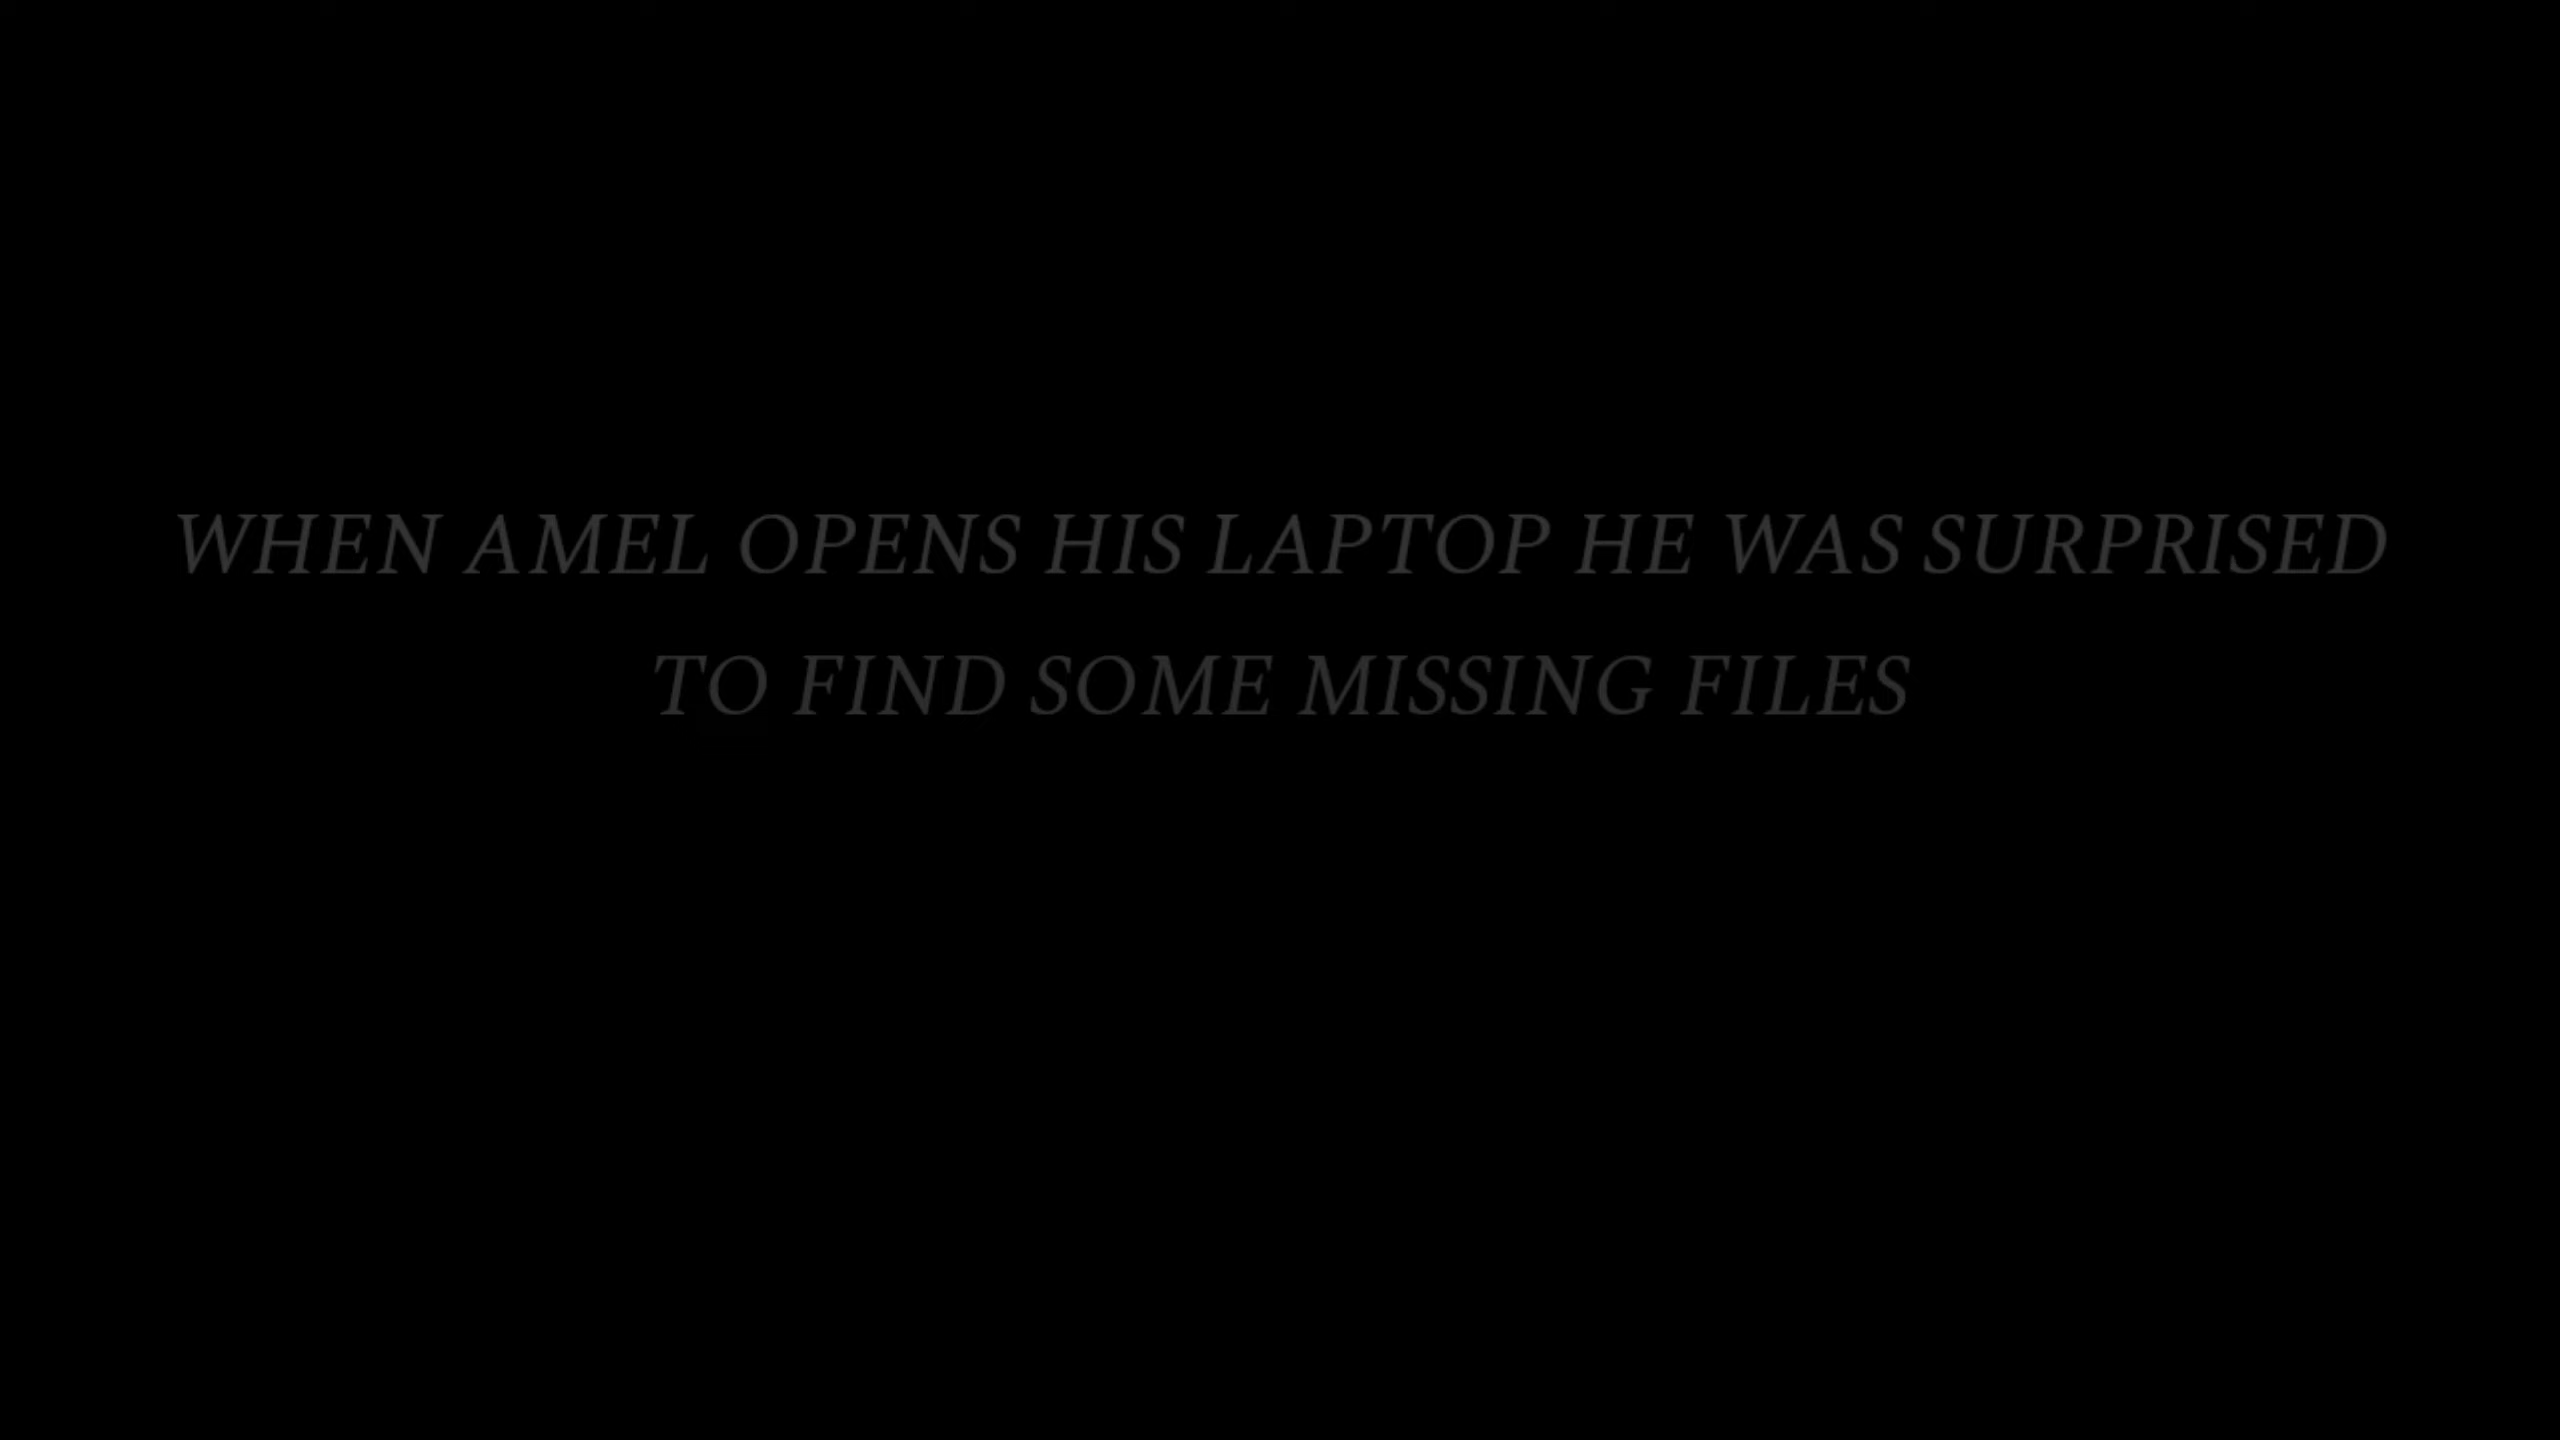 WHEN AMEL OPENS HIS LAPTOP HE WAS SURPRISED
TO FIND SOME MISSING FILES